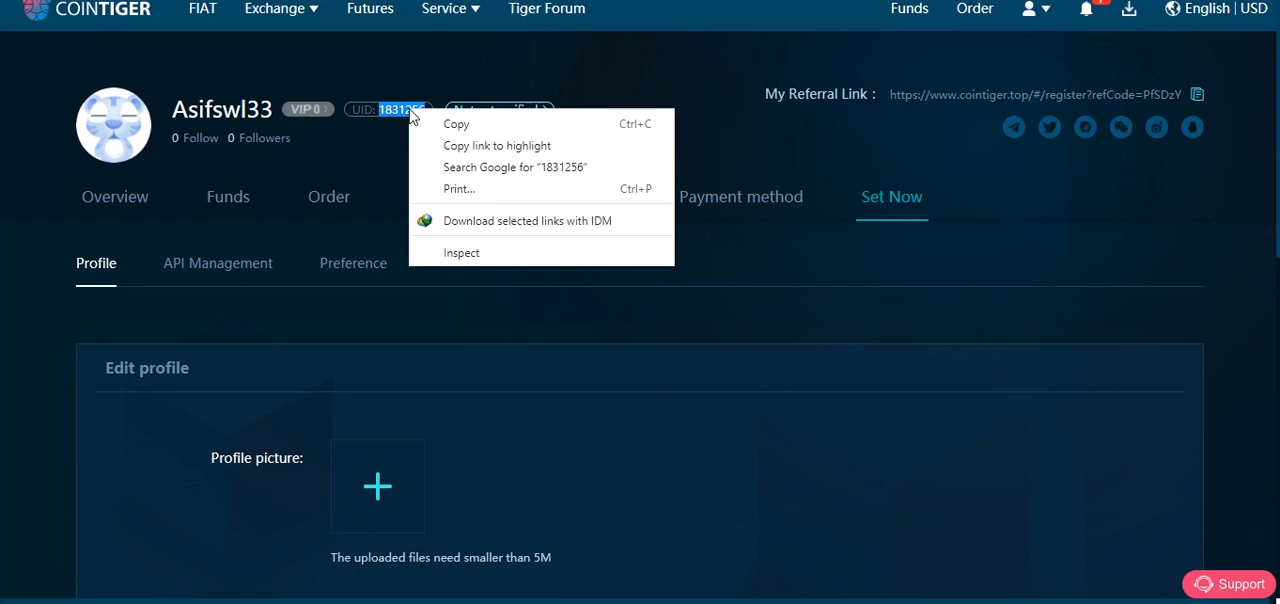 COINTIGER FIAT Exchange Futures Service Tiger Forum Funds Order English | USD
Asifswl33 VIP 0 UID: 1831256
My Referral Link : https://www.cointiger.top/#/register?refCode=PfSDzY
0 Follow 0 Followers
Copy Ctrl+C
Copy link to highlight
Search Google for "1831256"
Print... Ctrl+P
Download selected links with IDM
Inspect
Overview Funds Order Payment method Set Now
Profile API Management Preference
Edit profile
Profile picture:
The uploaded files need smaller than 5M
Support